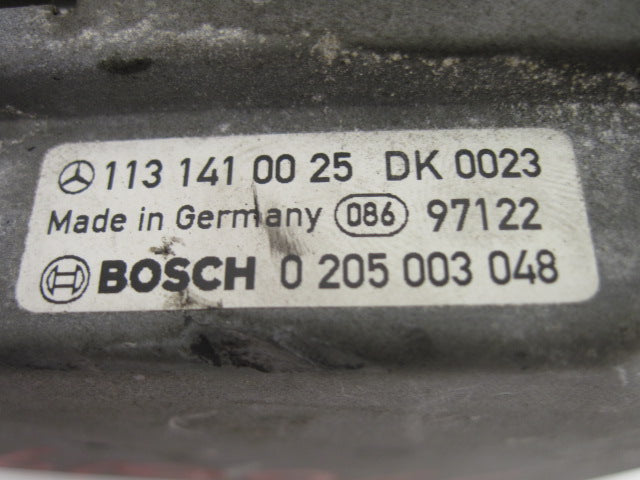 113 141 00 25 DK 0023
Made in Germany 086 97122
BOSCH 0 205 003 048